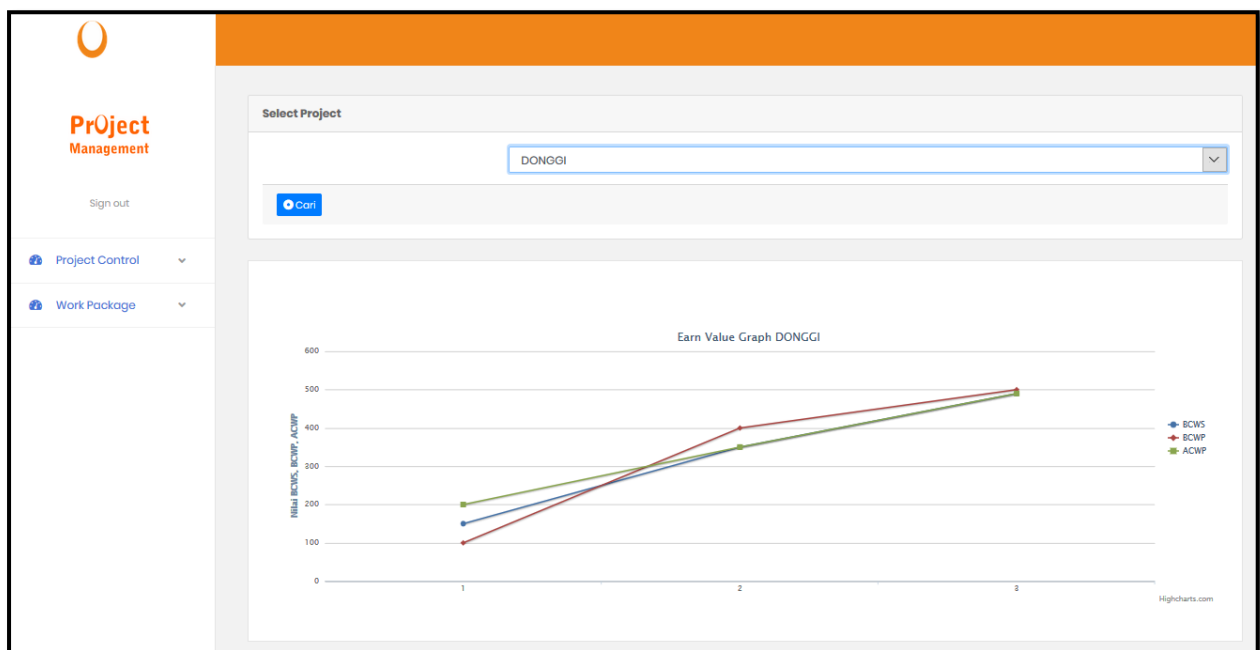 PrUject
Management
Sign out
Project Control
Work Package
Select Project
DONGGI
Cari
Earn Value Graph DONGGI
Nilai BCWS, BCWP, ACWP
600
500
400
300
200
100
0
1 2 3
BCWS
BCWP
ACWP
Highcharts.com